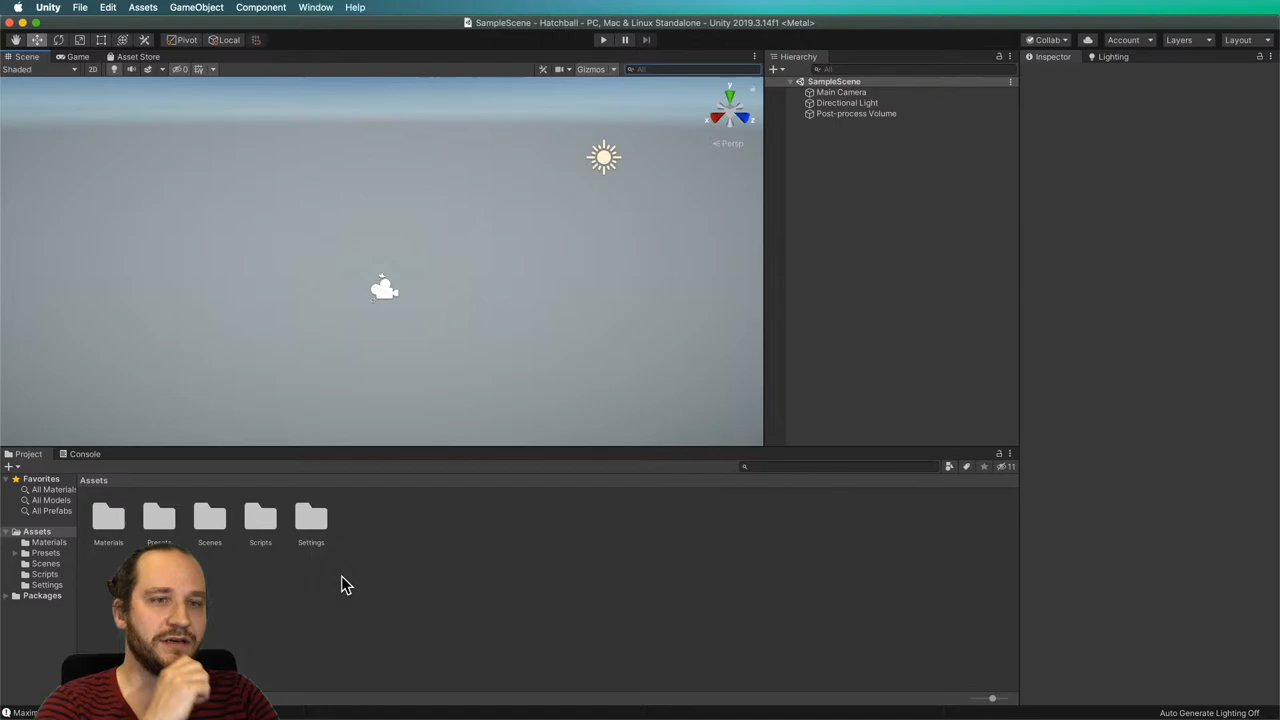 Unity File Edit Assets GameObject Component Window Help
SampleScene - Hatchball - PC, Mac & Linux Standalone - Unity 2019.3.14f1 <Metal>
Pivot Local Collab Account Layers Layout
Scene Game Asset Store Hierarchy Inspector Lighting
Shaded 2D 0 Gizmos All All
SampleScene
Main Camera
Directional Light
Post-process Volume
y
x z
Persp
Project Console
11
Favorites
All Materials
All Models
All Prefabs
Assets
Materials
Presets
Scenes
Scripts
Settings
Packages
Assets
Materials Presets Scenes Scripts Settings
Auto Generate Lighting Off